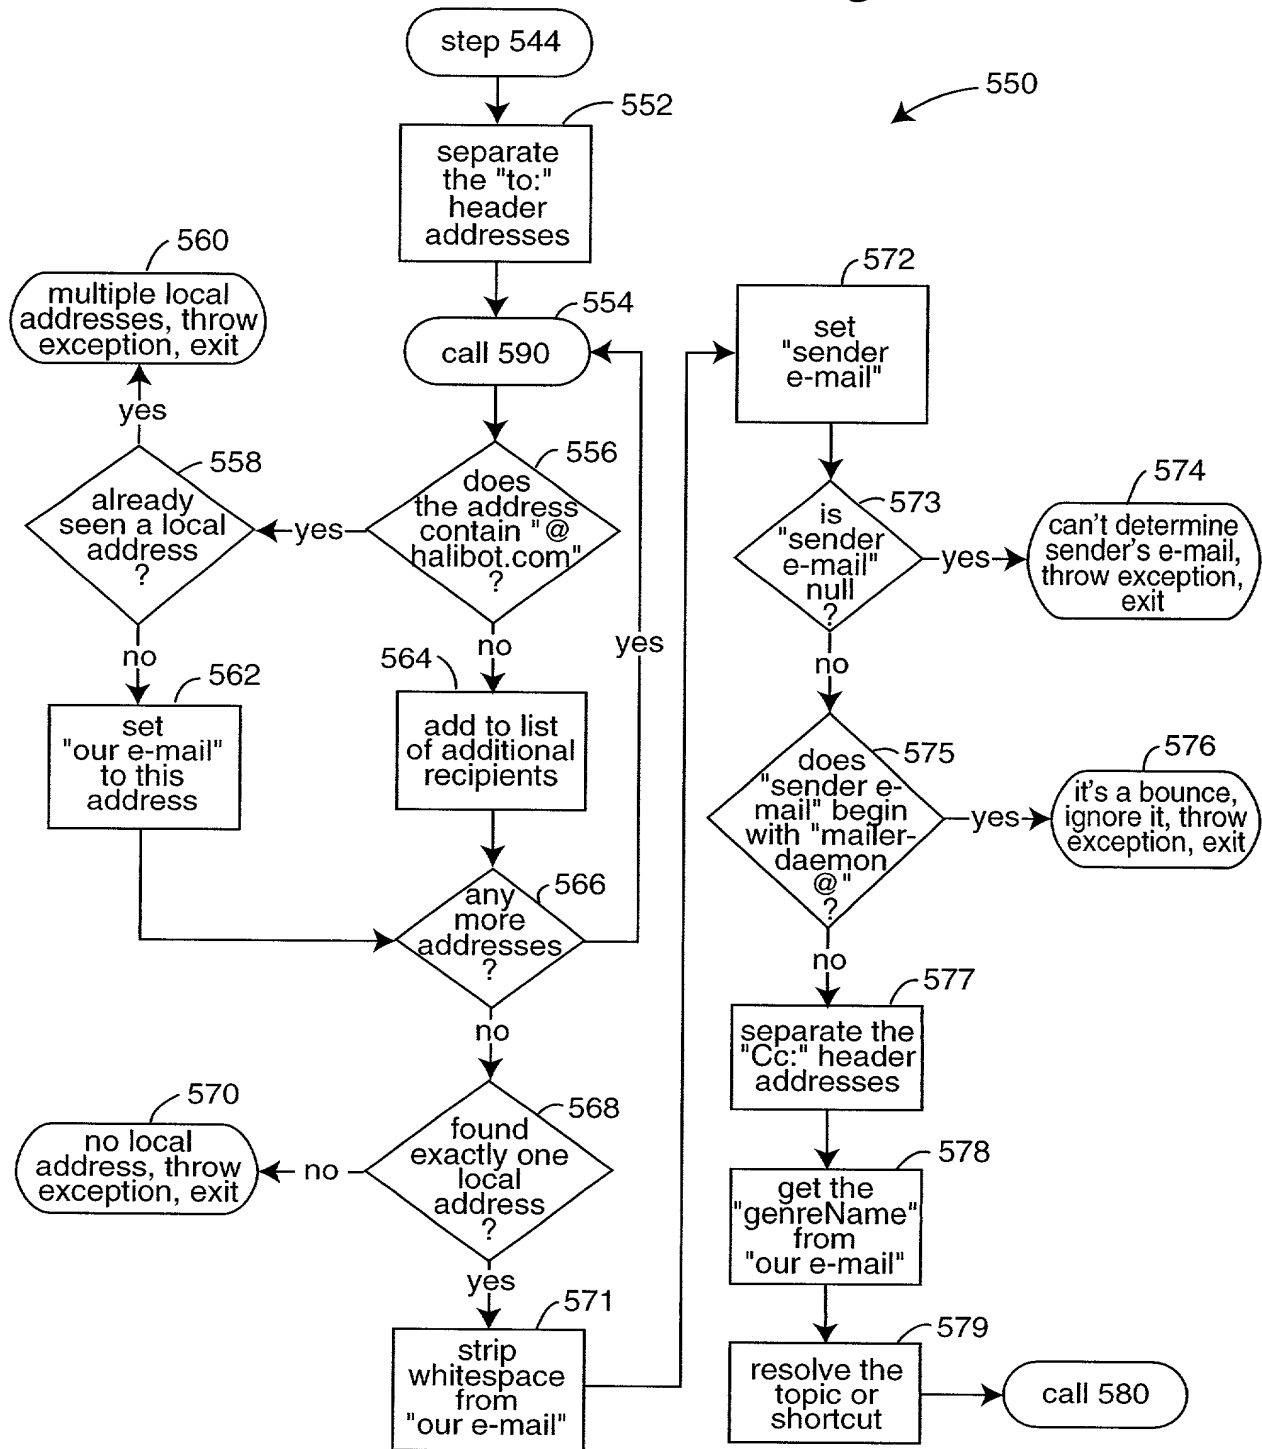 step 544
550
552
separate
the "to:"
header
addresses
560
multiple local
addresses, throw
exception, exit
554
call 590
yes
558
already
seen a local
address
?
yes
556
does
the address
contain "@
halibot.com"
?
no
562
set
"our e-mail"
to this
address
no
564
add to list
of additional
recipients
yes
566
any
more
addresses
?
no
570
no local
address, throw
exception, exit
no
568
found
exactly one
local
address
?
yes
571
strip
whitespace
from
"our e-mail"
572
set
"sender
e-mail"
573
is
"sender
e-mail"
null
?
yes
574
can't determine
sender's e-mail,
throw exception,
exit
no
575
does
"sender e-
mail" begin
with "mailer-
daemon
@"
?
yes
576
it's a bounce,
ignore it, throw
exception, exit
no
577
separate the
"Cc:" header
addresses
578
get the
"genreName"
from
"our e-mail"
579
resolve the
topic or
shortcut
call 580